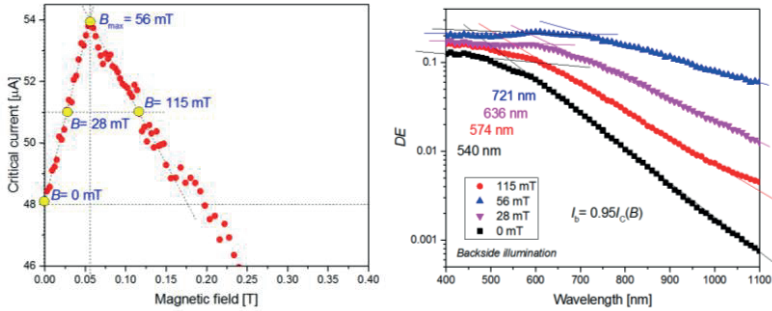 54
52
50
48
46
Critical current [μA]
Bmax = 56 mT
B= 115 mT
B= 28 mT
B= 0 mT
0.00 0.05 0.10 0.15 0.20 0.25 0.30 0.35 0.40
Magnetic field [T]
0.1
0.01
0.001
DE
721 nm
636 nm
574 nm
540 nm
115 mT
56 mT
28 mT
0 mT
Ib= 0.95IC(B)
Backside illumination
400 500 600 700 800 900 1000 1100
Wavelength [nm]